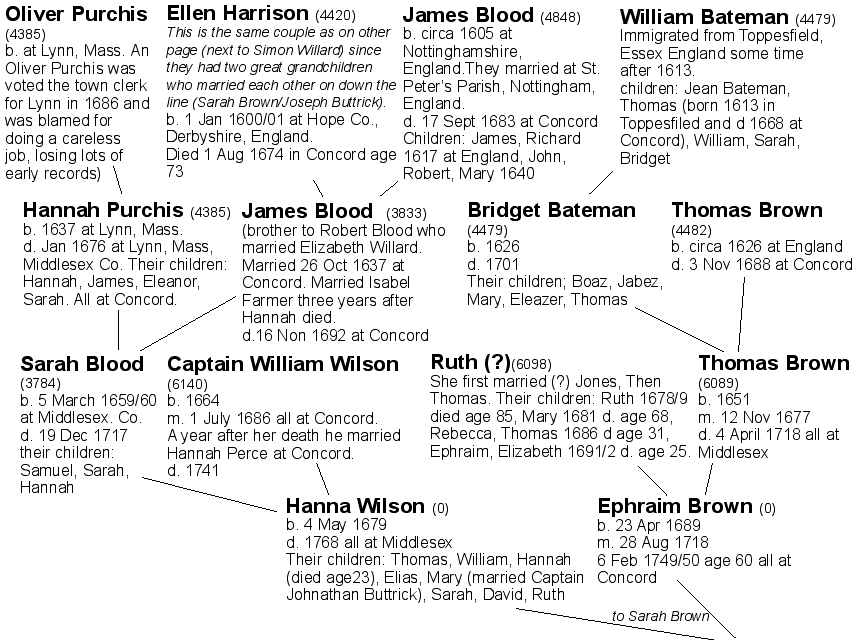 Oliver Purchis
(4385)
b. at Lynn, Mass. An
Oliver Purchis was
voted the town clerk
for Lynn in 1686 and
was blamed for
doing a careless
job, losing lots of
early records)
Ellen Harrison (4420)
This is the same couple as on other
page (next to Simon Willard) since
they had two great grandchildren
who married each other on down the
line (Sarah Brown/Joseph Buttrick).
b. 1 Jan 1600/01 at Hope Co.,
Derbyshire, England.
Died 1 Aug 1674 in Concord age
73
James Blood (4848)
b. circa 1605 at
Nottinghamshire,
England.They married at St.
Peter's Parish, Nottingham,
England.
d. 17 Sept 1683 at Concord
Children: James, Richard
1617 at England, John,
Robert, Mary 1640
William Bateman (4479)
Immigrated from Toppesfield,
Essex England some time
after 1613.
children: Jean Bateman,
Thomas (born 1613 in
Toppesfiled and d 1668 at
Concord), William, Sarah,
Bridget
Hannah Purchis (4385)
b. 1637 at Lynn, Mass.
d. Jan 1676 at Lynn, Mass,
Middlesex Co. Their children:
Hannah, James, Eleanor,
Sarah. All at Concord.
James Blood (3833)
(brother to Robert Blood who
married Elizabeth Willard.
Married 26 Oct 1637 at
Concord. Married Isabel
Farmer three years after
Hannah died.
d.16 Non 1692 at Concord
Bridget Bateman
(4479)
b. 1626
d. 1701
Their children; Boaz, Jabez,
Mary, Eleazer, Thomas
Thomas Brown
(4482)
b. circa 1626 at England
d. 3 Nov 1688 at Concord
Sarah Blood
(3784)
b. 5 March 1659/60
at Middlesex. Co.
d. 19 Dec 1717
their children:
Samuel, Sarah,
Hannah
Captain William Wilson
(6140)
b. 1664
m. 1 July 1686 all at Concord.
A year after her death he married
Hannah Perce at Concord.
d. 1741
Ruth (?)(6098)
She first married (?) Jones, Then
Thomas. Their children: Ruth 1678/9
died age 85, Mary 1681 d. age 68,
Rebecca, Thomas 1686 d age 31,
Ephraim, Elizabeth 1691/2 d. age 25.
Thomas Brown
(6089)
b. 1651
m. 12 Nov 1677
d. 4 April 1718 all at
Middlesex
Hanna Wilson (0)
b. 4 May 1679
d. 1768 all at Middlesex
Their children: Thomas, William, Hannah
(died age23), Elias, Mary (married Captain
Johnathan Buttrick), Sarah, David, Ruth
Ephraim Brown (0)
b. 23 Apr 1689
m. 28 Aug 1718
6 Feb 1749/50 age 60 all at
Concord
to Sarah Brown